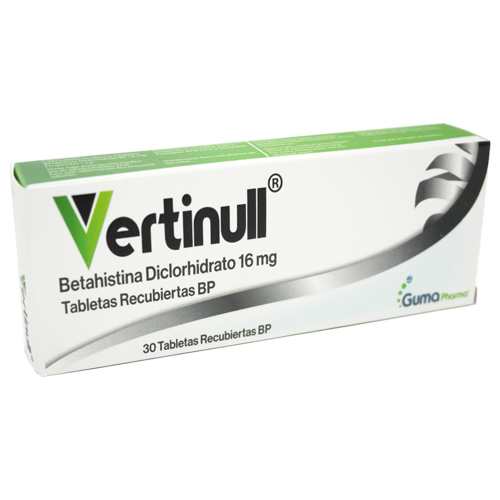 Vertinull®
Betahistina Diclorhidrato 16 mg
Tabletas Recubiertas BP
30 Tabletas Recubiertas BP
Guma Pharma